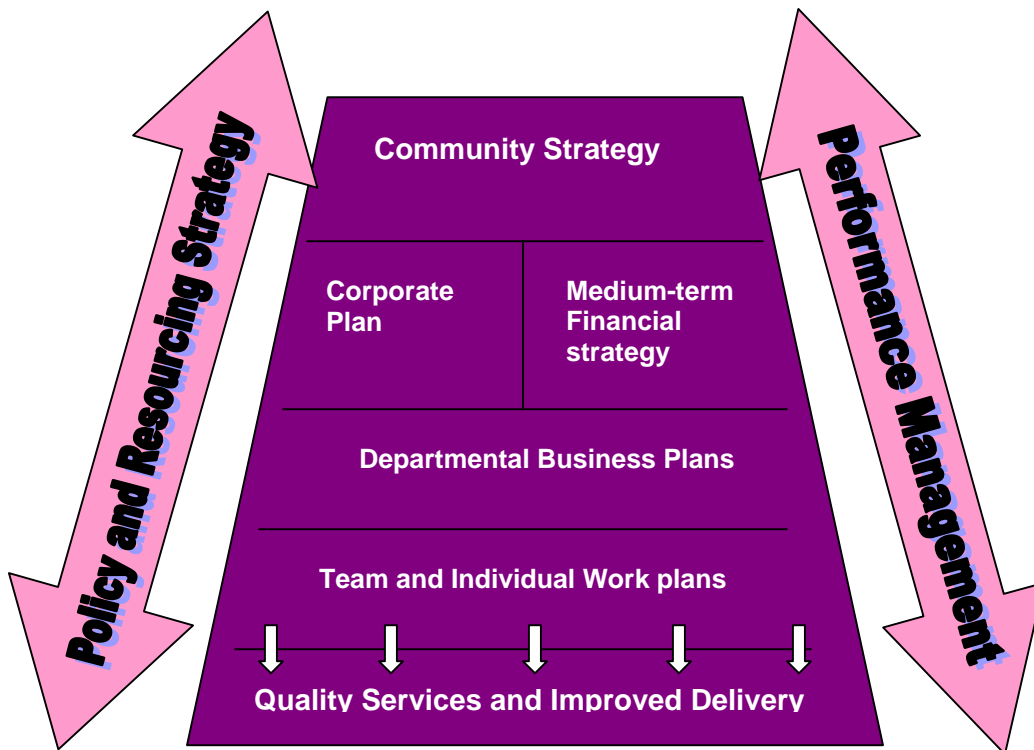 Policy and Resourcing Strategy
Community Strategy
Corporate
Plan
Medium-term
Financial
strategy
Departmental Business Plans
Team and Individual Work plans
Quality Services and Improved Delivery
Performance Management